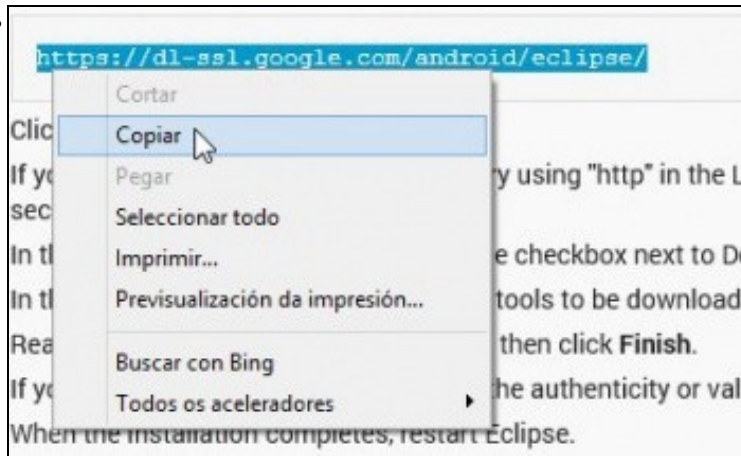 https://dl-ssl.google.com/android/eclipse/
Cortar
Clic
Copiar
If yo
Pegar
y using "http" in the L
sec
Seleccionar todo
In th
Imprimir...
e checkbox next to De
In th
Previsualización da impresión...
tools to be download
Rea
then click Finish.
Buscar con Bing
If yo
he authenticity or val
Todos os aceleradores
When the installation completes, restart Eclipse.